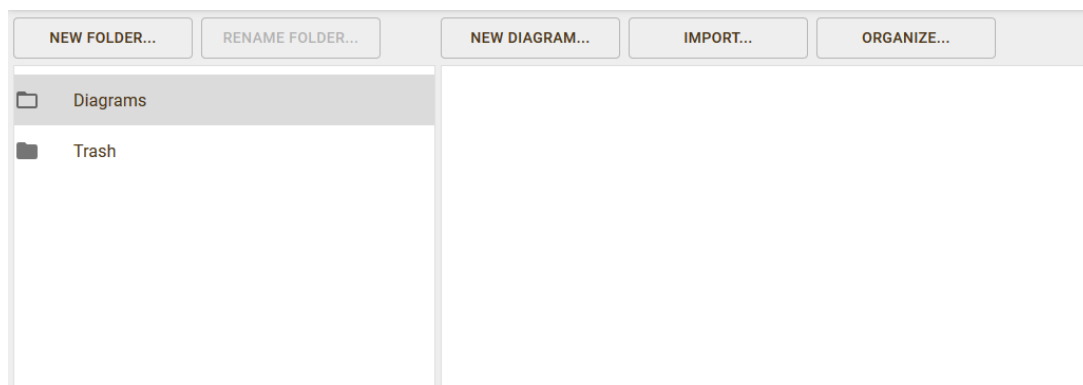 NEW FOLDER... RENAME FOLDER... NEW DIAGRAM... IMPORT... ORGANIZE...
Diagrams
Trash